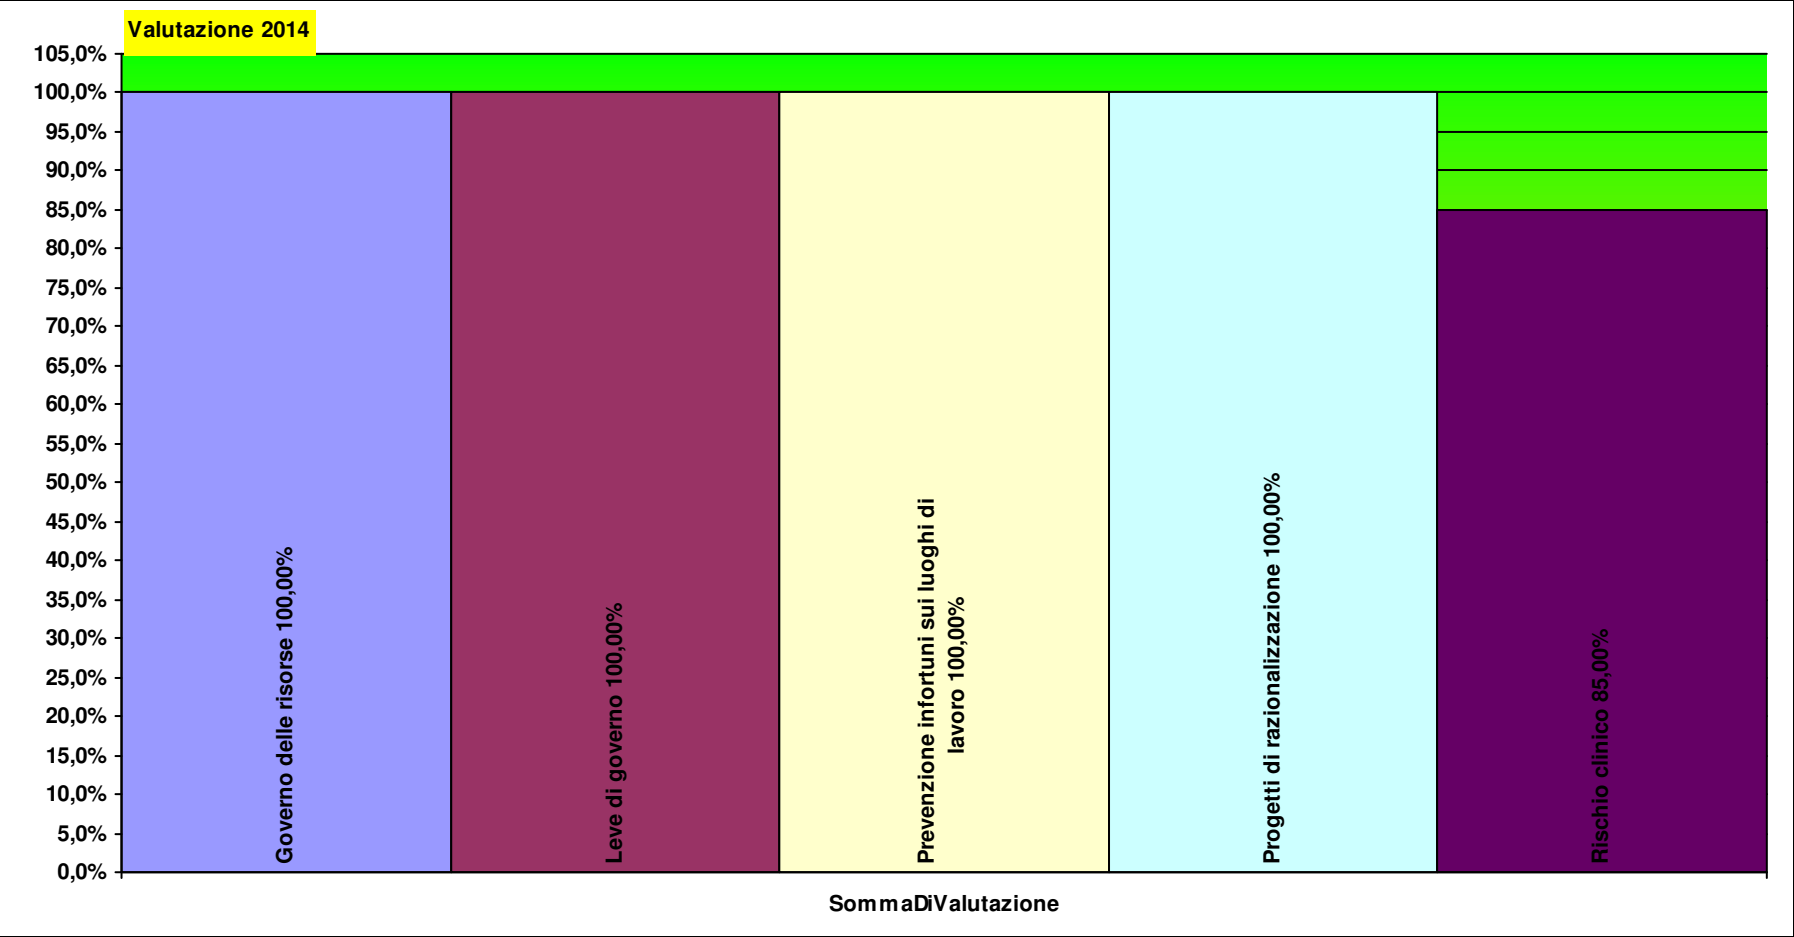 Valutazione 2014
105,0%
100,0%
95,0%
90,0%
85,0%
80,0%
75,0%
70,0%
65,0%
60,0%
55,0%
50,0%
45,0%
40,0%
35,0%
30,0%
25,0%
20,0%
15,0%
10,0%
5,0%
0,0%
Governo delle risorse 100,00%
Leve di governo 100,00%
Prevenzione infortuni sui luoghi di
lavoro 100,00%
Progetti di razionalizzazione 100,00%
Rischio clinico 85,00%
SommaDiValutazione